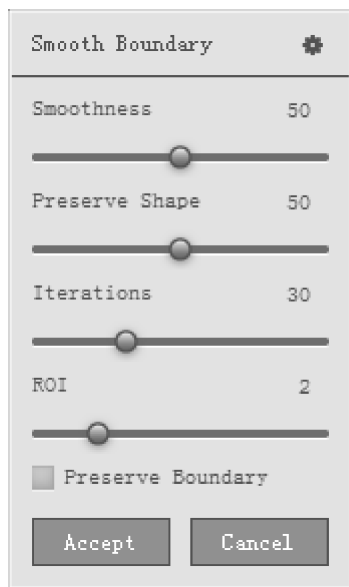 Smooth Boundary
Smoothness 50
Preserve Shape 50
Iterations 30
ROI 2
Preserve Boundary
Accept Cancel